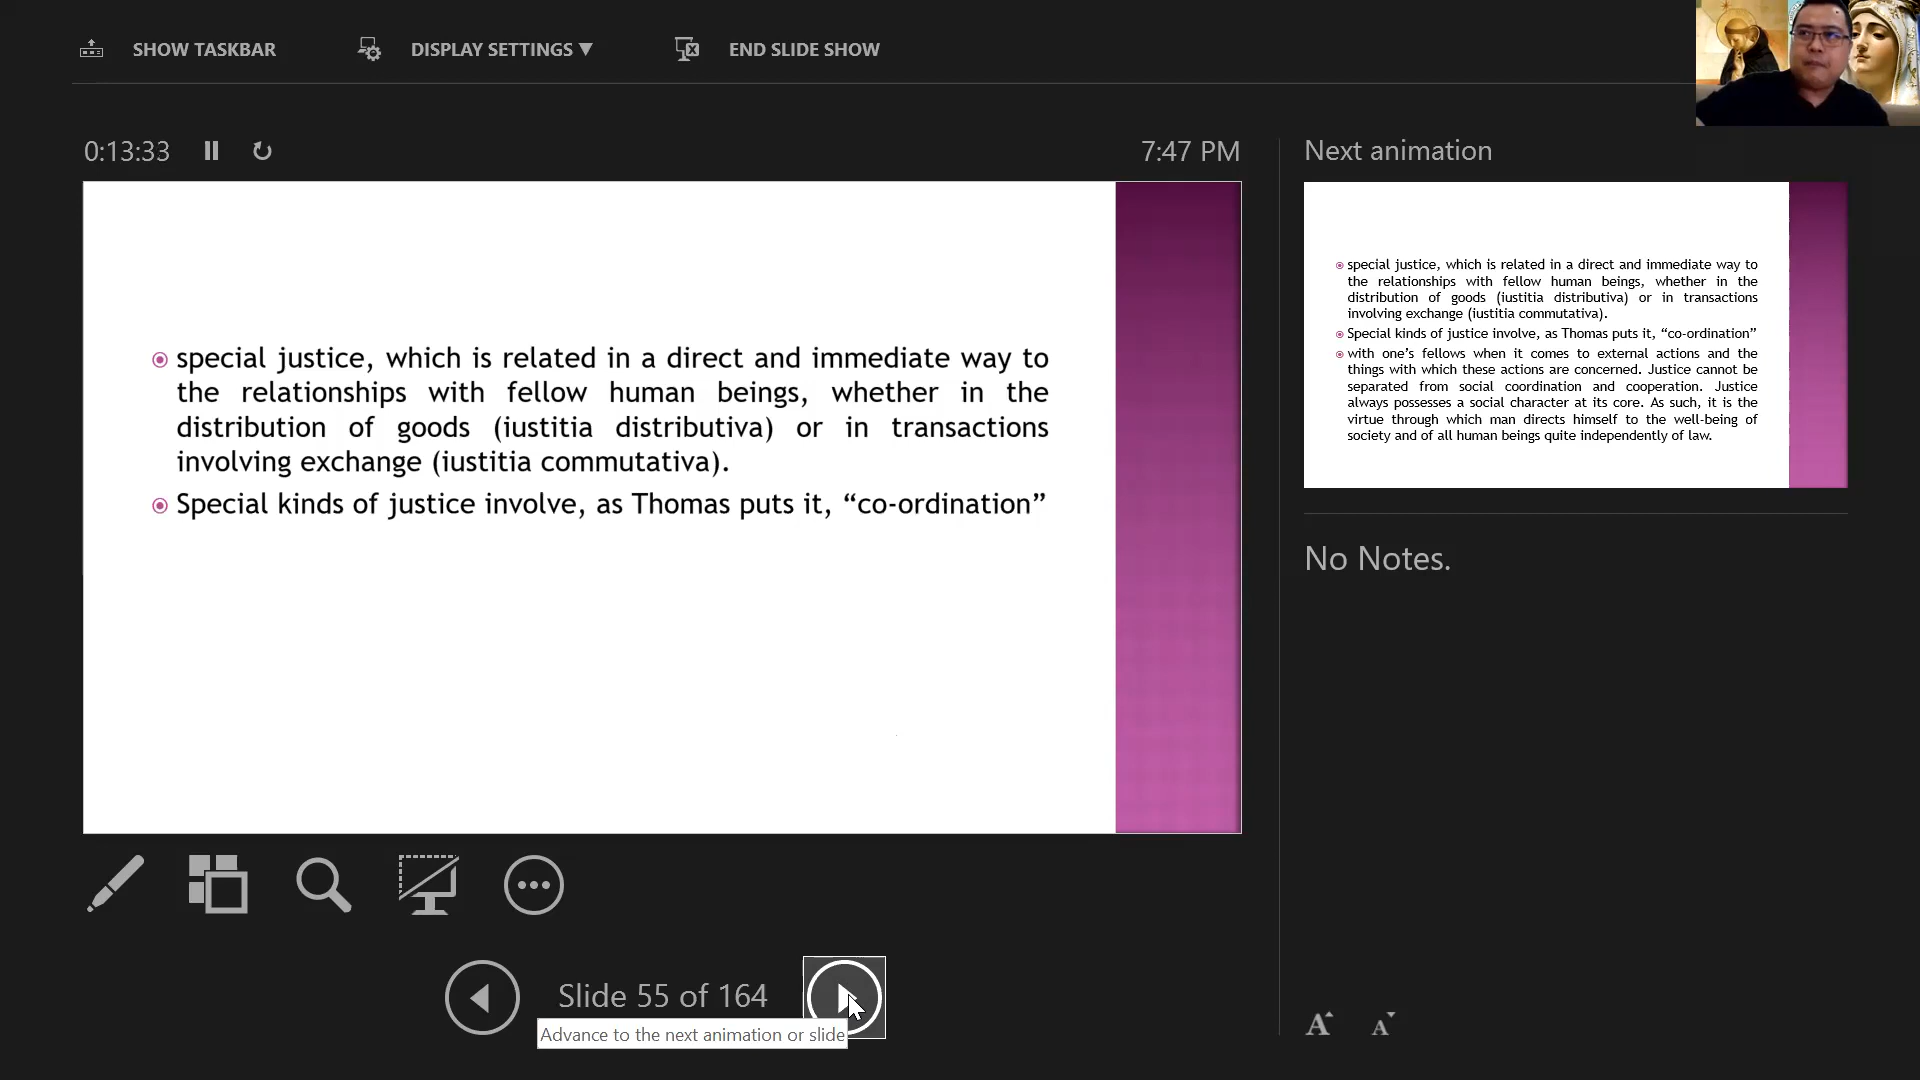 SHOW TASKBAR
DISPLAY SETTINGS ▼
END SLIDE SHOW
0:13:33
7:47 PM
special justice, which is related in a direct and immediate way to
the relationships with fellow human beings, whether in the
distribution of goods (iustitia distributiva) or in transactions
involving exchange (iustitia commutativa).
Special kinds of justice involve, as Thomas puts it, “co-ordination”
Slide 55 of 164
Advance to the next animation or slide
Next animation
special justice, which is related in a direct and immediate way to
the relationships with fellow human beings, whether in the
distribution of goods (iustitia distributiva) or in transactions
involving exchange (iustitia commutativa).
Special kinds of justice involve, as Thomas puts it, “co-ordination”
with one’s fellows when it comes to external actions and the
things with which these actions are concerned. Justice cannot be
separated from social coordination and cooperation. Justice
always possesses a social character at its core. As such, it is the
virtue through which man directs himself to the well-being of
society and of all human beings quite independently of law.
No Notes.
A A